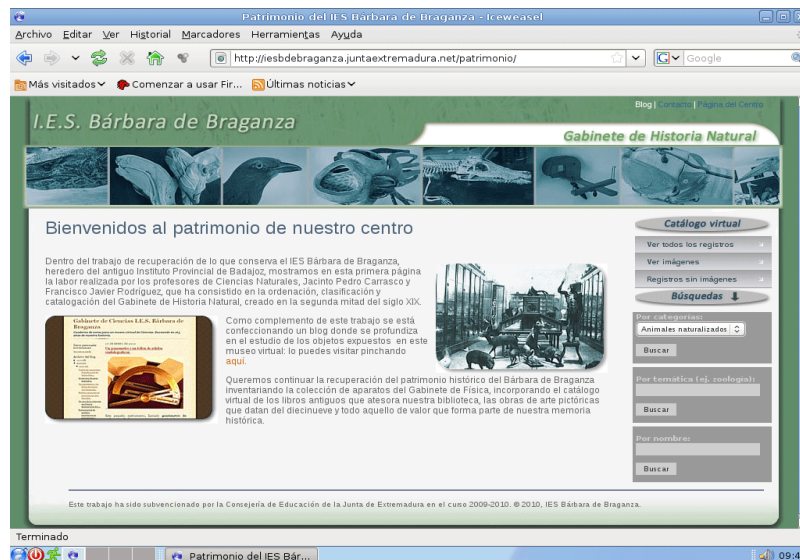 Patrimonio del IES Bárbara de Braganza - Iceweasel
Archivo Editar Ver Historial Marcadores Herramientas Ayuda
http://iesbdebraganza.juntaextremadura.net/patrimonio/
Google
Más visitados Comenzar a usar Fir... Últimas noticias
Blog | Contacto | Página del Centro
I.E.S. Bárbara de Braganza
Gabinete de Historia Natural
Bienvenidos al patrimonio de nuestro centro
Dentro del trabajo de recuperación de lo que conserva el IES Bárbara de Braganza,
heredero del antiguo Instituto Provincial de Badajoz, mostramos en esta primera página
la labor realizada por los profesores de Ciencias Naturales, Jacinto Pedro Carrasco y
Francisco Javier Rodríguez, que ha consistido en la ordenación, clasificación y
catalogación del Gabinete de Historia Natural, creado en la segunda mitad del siglo XIX.
Gabinete de Ciencias I.E.S. Bárbara de
Braganza
Como complemento de este trabajo se está
confeccionando un blog donde se profundiza
en el estudio de los objetos expuestos en este
museo virtual: lo puedes visitar pinchando
aquí.
Queremos continuar la recuperación del patrimonio histórico del Bárbara de Braganza
inventariando la colección de aparatos del Gabinete de Física, incorporando el catálogo
virtual de los libros antiguos que atesora nuestra biblioteca, las obras de arte pictóricas
que datan del diecinueve y todo aquello de valor que forma parte de nuestra memoria
histórica.
Catálogo virtual
Ver todos los registros
Ver imágenes
Registros sin imágenes
Búsquedas
Por categorías:
Animales naturalizados
Buscar
Por temática (ej. zoología):
Buscar
Por nombre:
Buscar
Este trabajo ha sido subvencionado por la Consejería de Educación de la Junta de Extremadura en el curso 2009-2010. © 2010, IES Bárbara de Braganza.
Terminado
Patrimonio del IES Bár...
09:4